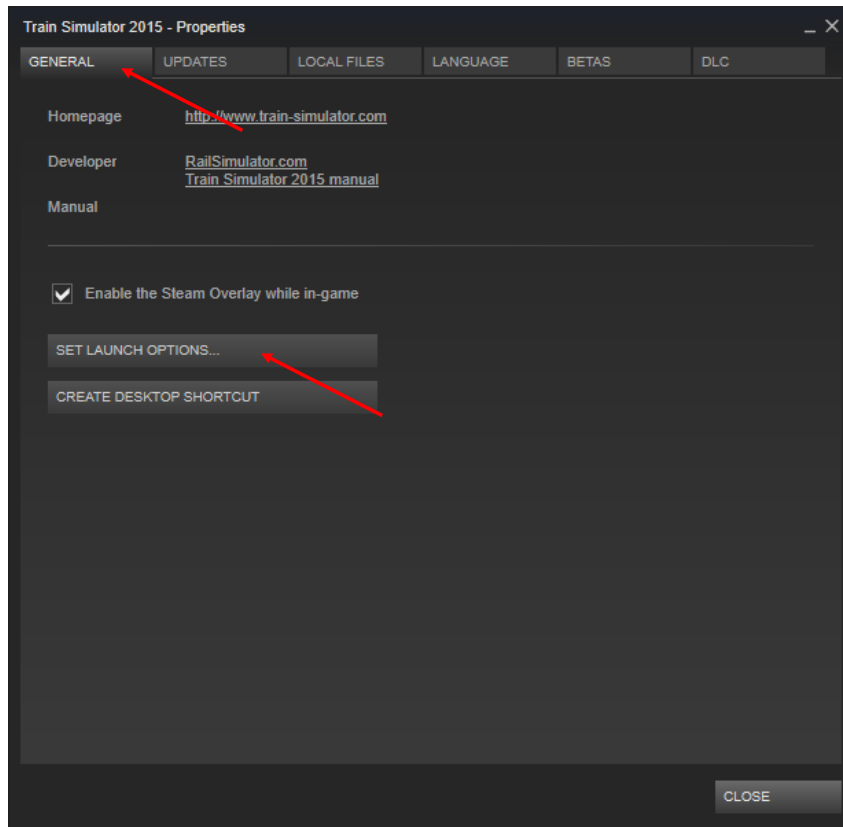 Train Simulator 2015 - Properties
GENERAL UPDATES LOCAL FILES LANGUAGE BETAS DLC
Homepage http://www.train-simulator.com
Developer RailSimulator.com
Train Simulator 2015 manual
Manual
Enable the Steam Overlay while in-game
SET LAUNCH OPTIONS...
CREATE DESKTOP SHORTCUT
CLOSE